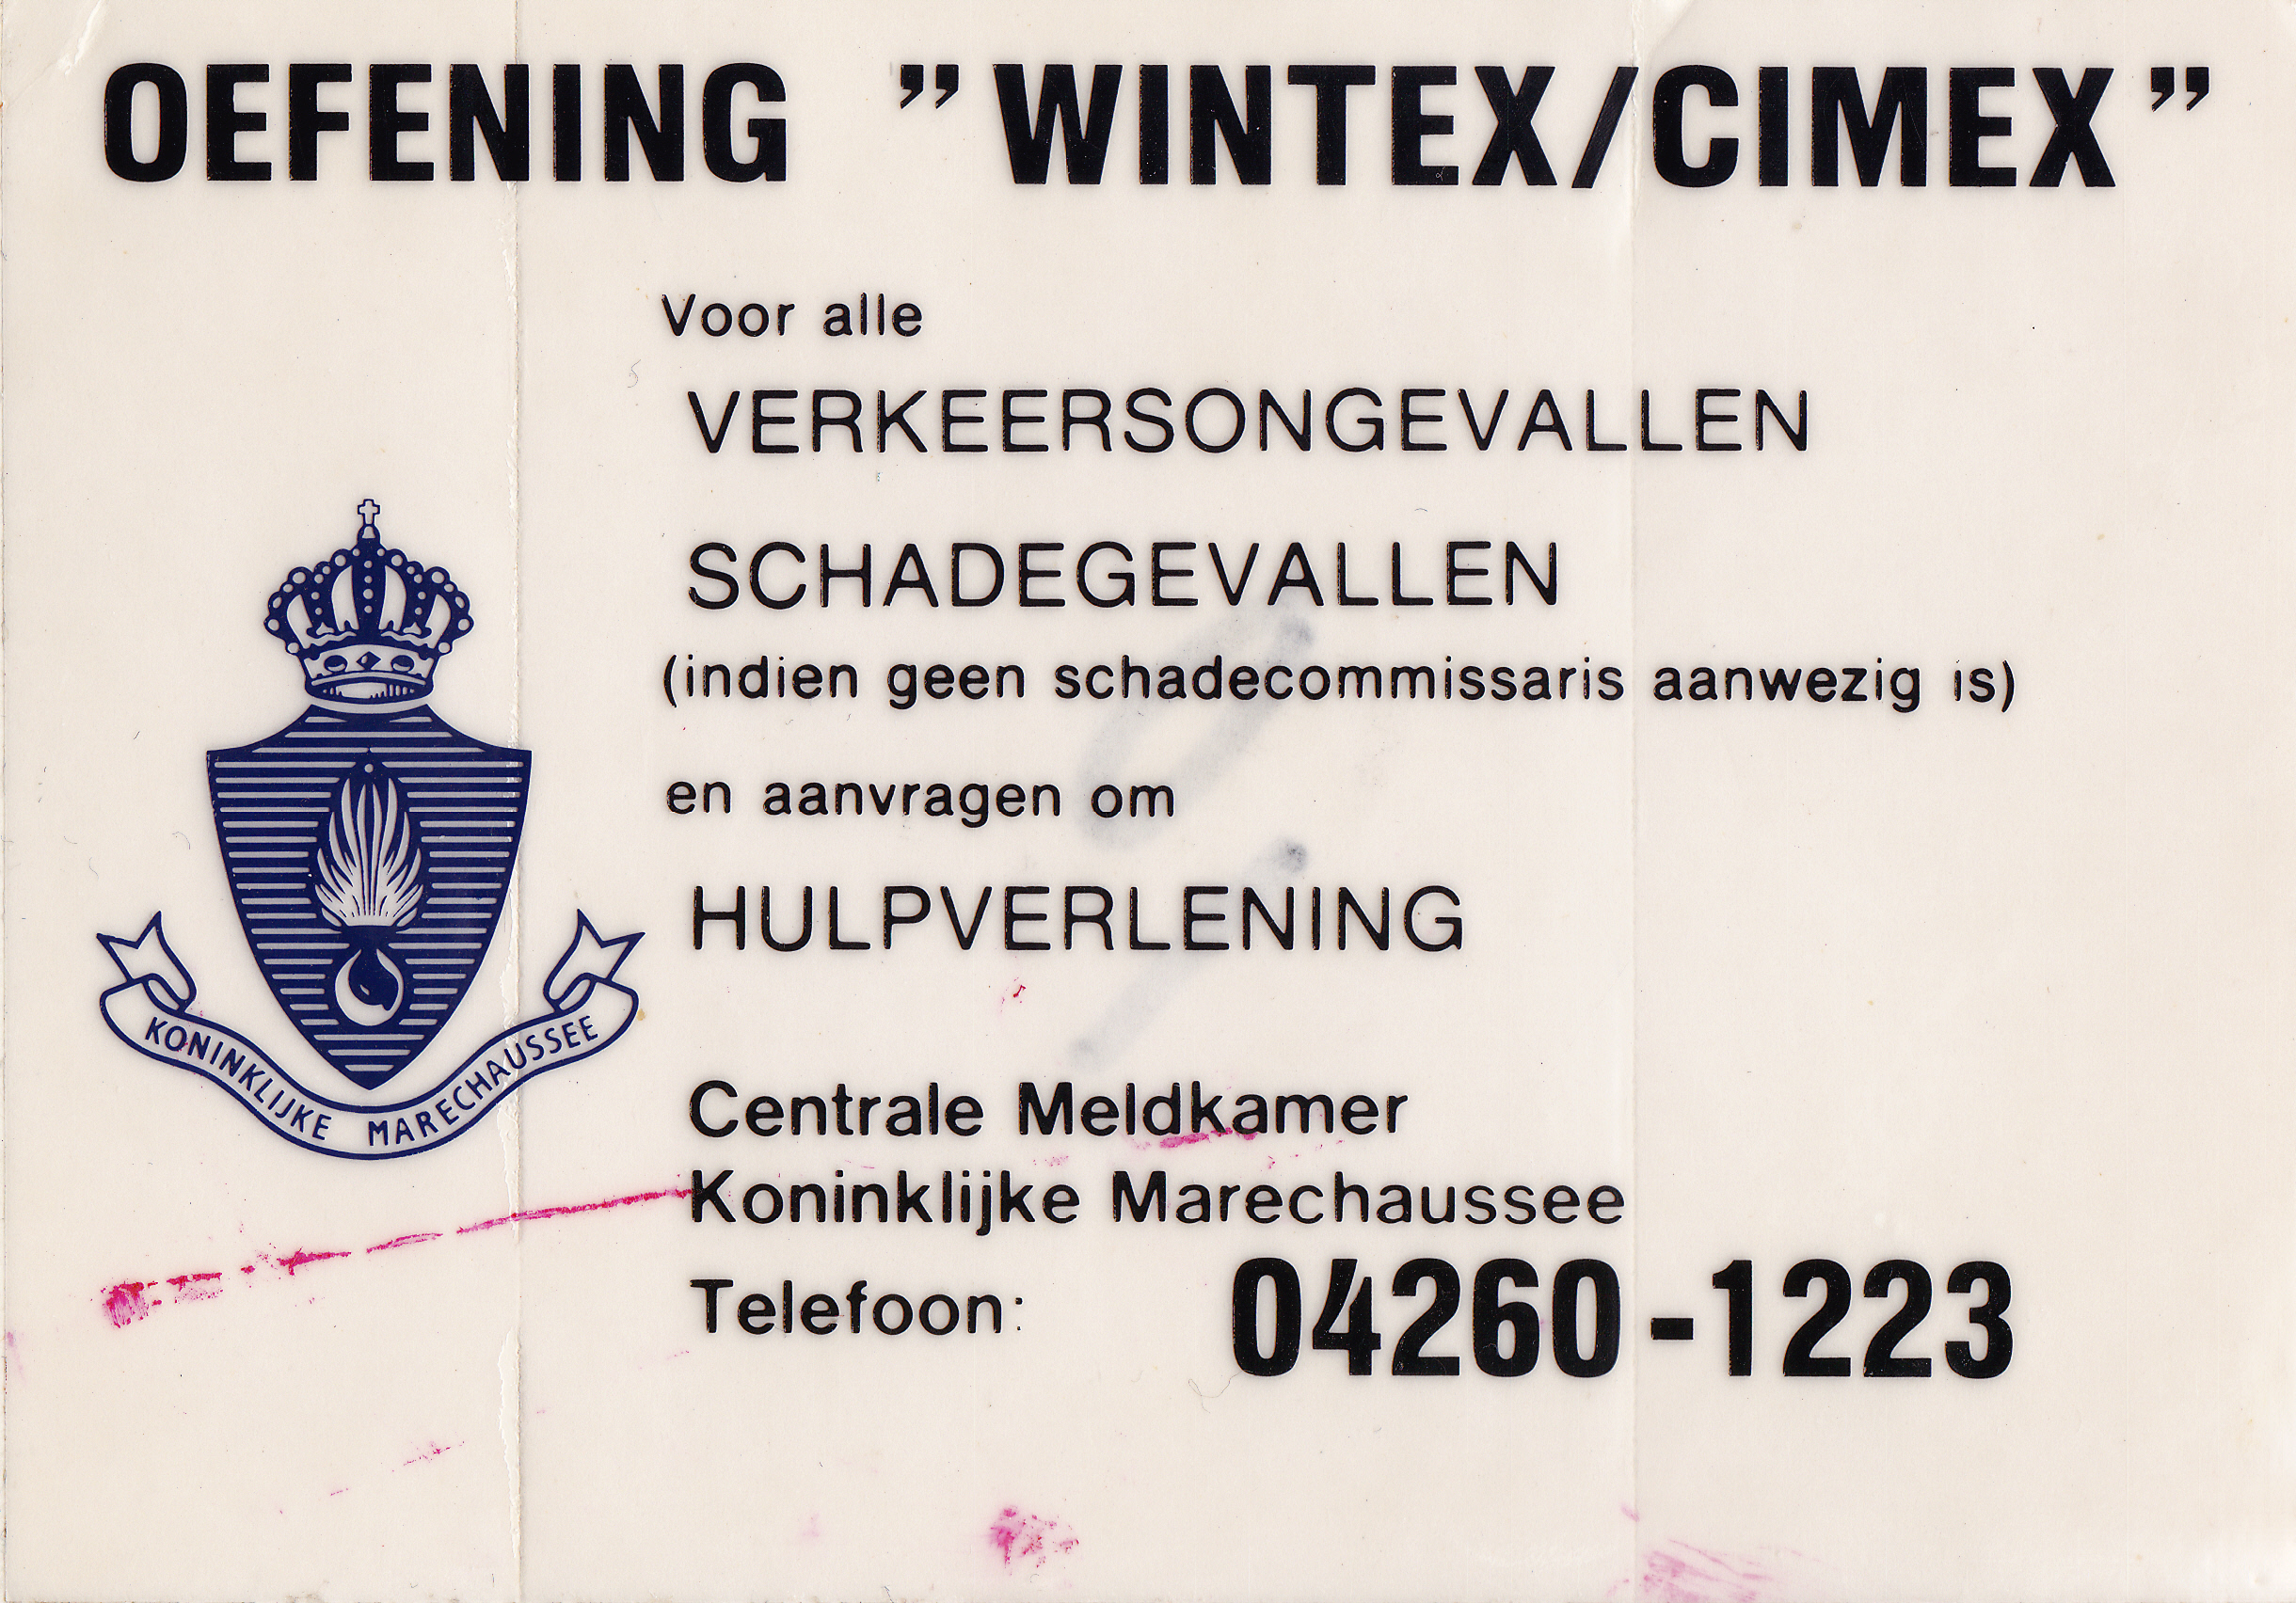 OEFENING ”WINTEX/CIMEX”
Voor alle
VERKEERSONGEVALLEN
SCHADEGEVALLEN
(indien geen schadecommissaris aanwezig is)
en aanvragen om
HULPVERLENING
KONINKLIJKE MARECHAUSSEE
Centrale Meldkamer
Koninklijke Marechaussee
Telefoon: 04260-1223